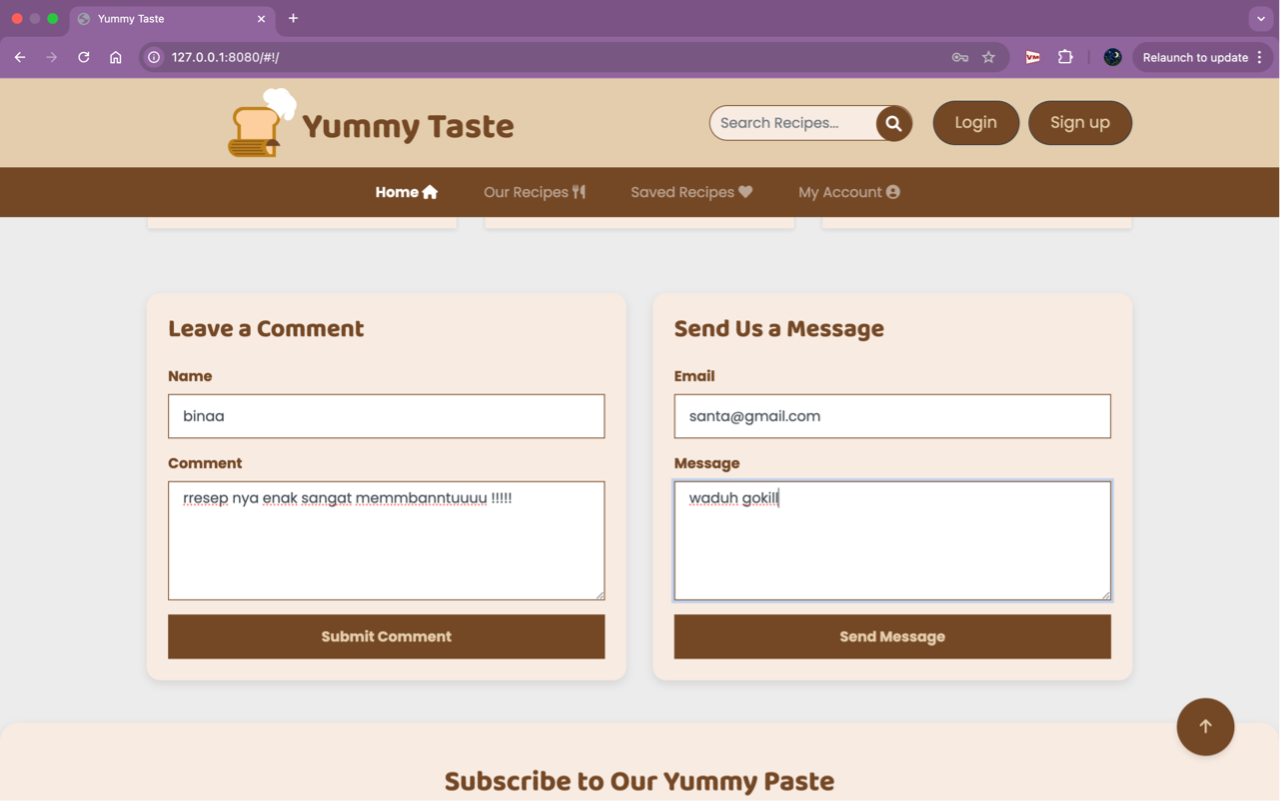 Yummy Taste
127.0.0.1:8080/#!/
VM
Relaunch to update
Yummy Taste
Search Recipes...
Login
Sign up
Home
Our Recipes
Saved Recipes
My Account
Leave a Comment
Name
binaa
Comment
rresep nya enak sangat memmbanntuuuu !!!!!
Submit Comment
Send Us a Message
Email
santa@gmail.com
Message
waduh gokill
Send Message
Subscribe to Our Yummy Paste